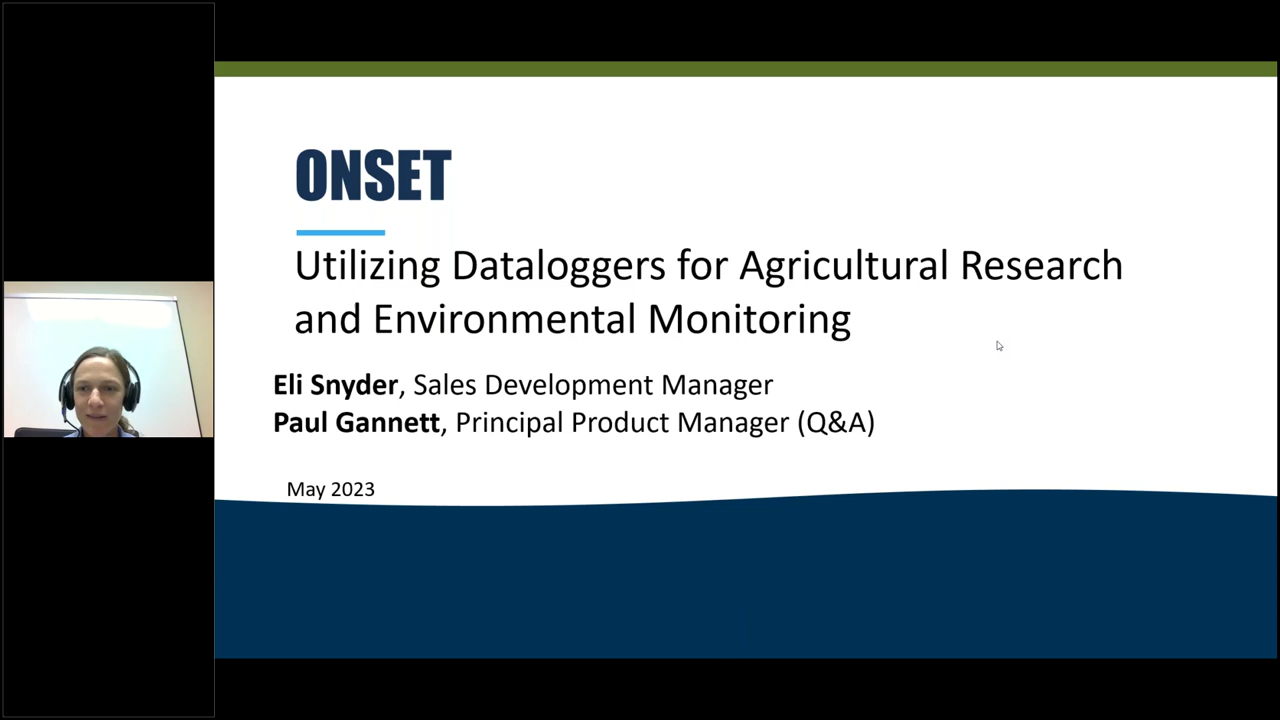 ONSET
Utilizing Dataloggers for Agricultural Research
and Environmental Monitoring
Eli Snyder, Sales Development Manager
Paul Gannett, Principal Product Manager (Q&A)
May 2023